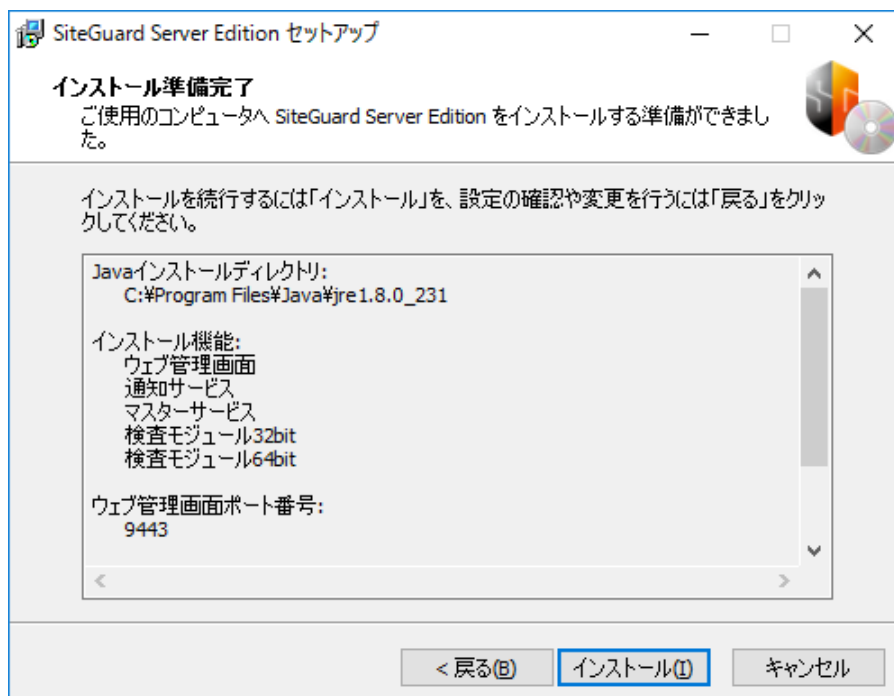 SiteGuard Server Edition セットアップ
インストール準備完了
ご使用のコンピュータへ SiteGuard Server Edition をインストールする準備ができまし
た。
インストールを続行するには「インストール」を、設定の確認や変更を行うには「戻る」をクリッ
クしてください。
Javaインストールディレクトリ:
C:¥Program Files¥Java¥jre1.8.0_231
インストール機能:
ウェブ管理画面
通知サービス
マスターサービス
検査モジュール32bit
検査モジュール64bit
ウェブ管理画面ポート番号:
9443
< 戻る(B)
インストール(I)
キャンセル